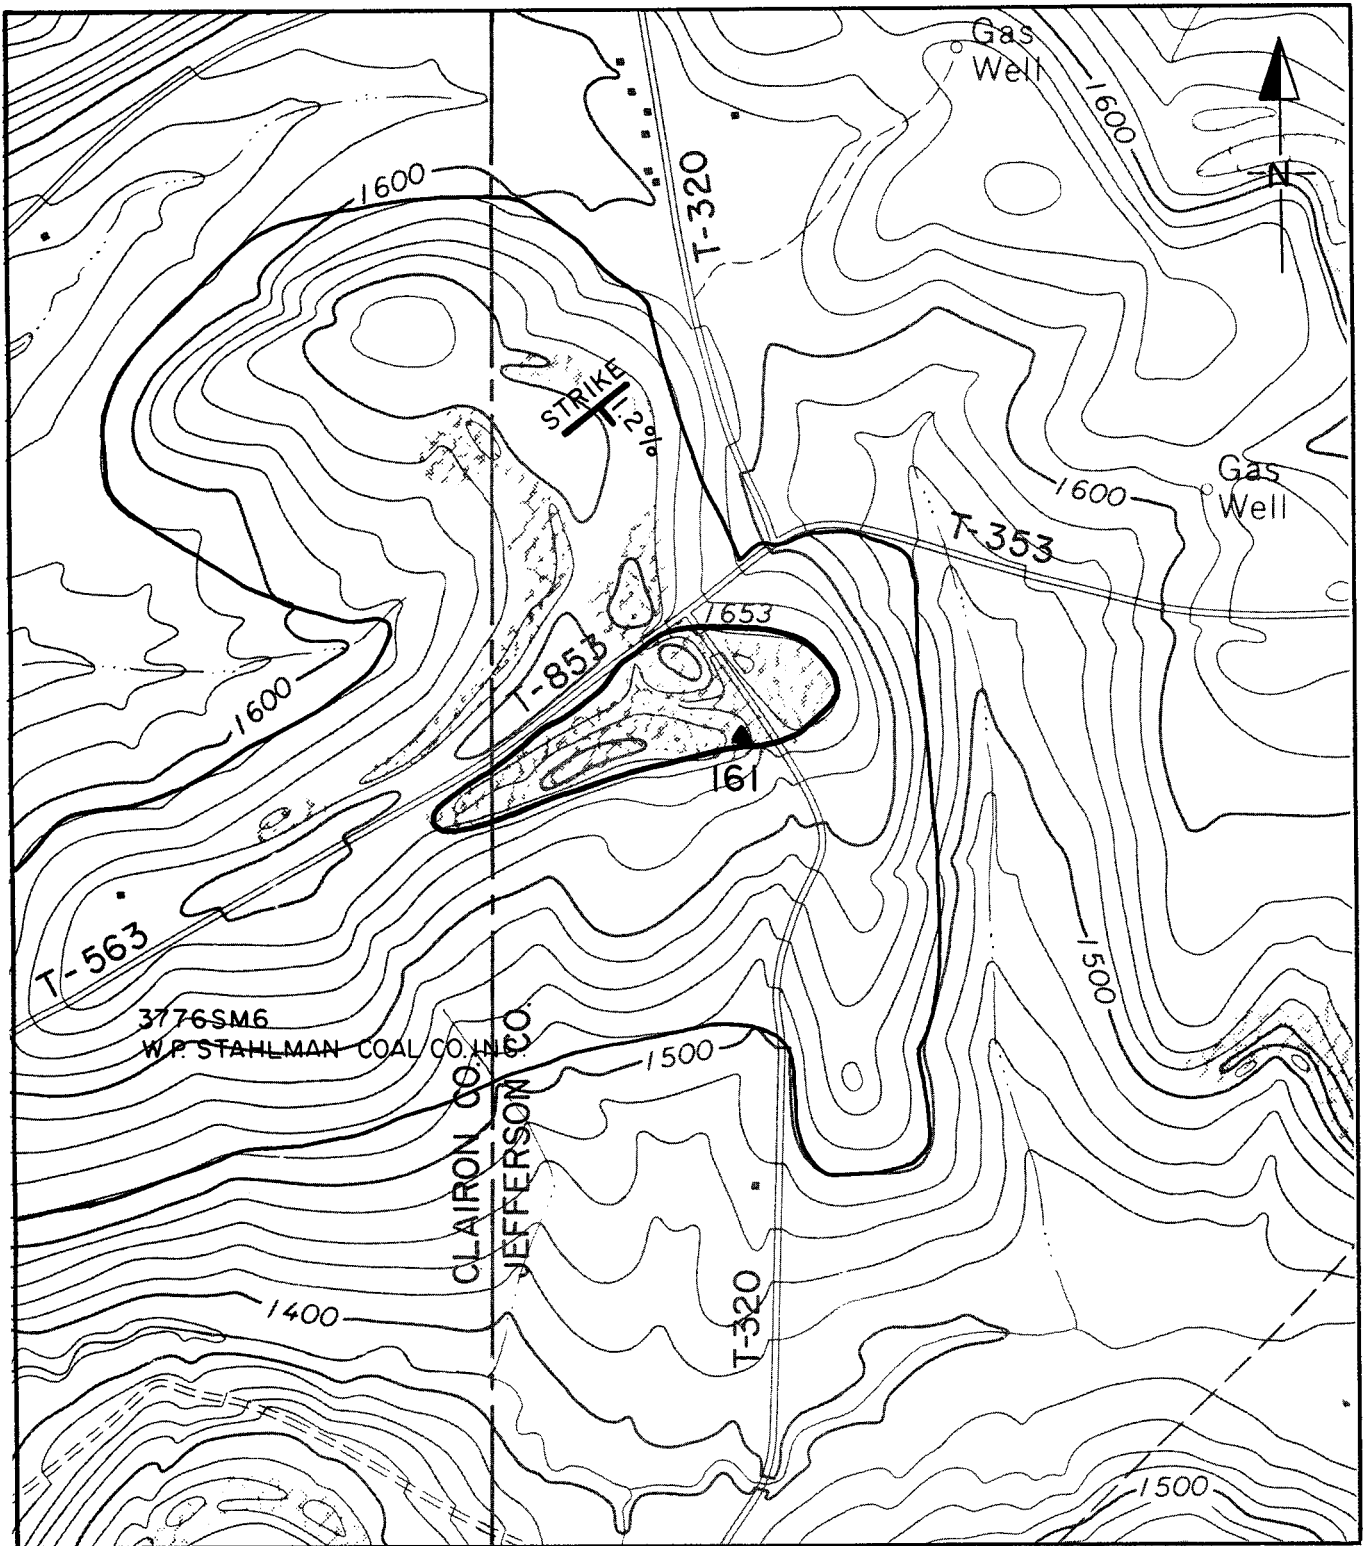 Gas
Well
1600
N
1600
T-320
STRIKE
1.2%
Gas
Well
1600
T-353
1653
T-853
1600
161
T-563
1500
3776SM6
W.P. STAHLMAN COAL CO. INC.
1500
CLAIRON CO.
JEFFERSON CO.
1400
T-320
1500